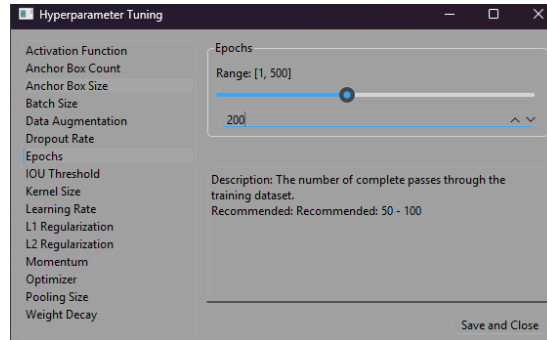 Hyperparameter Tuning
Activation Function
Anchor Box Count
Anchor Box Size
Batch Size
Data Augmentation
Dropout Rate
Epochs
IOU Threshold
Kernel Size
Learning Rate
L1 Regularization
L2 Regularization
Momentum
Optimizer
Pooling Size
Weight Decay
Epochs
Range: [1, 500]
200
Description: The number of complete passes through the
training dataset.
Recommended: Recommended: 50 - 100
Save and Close